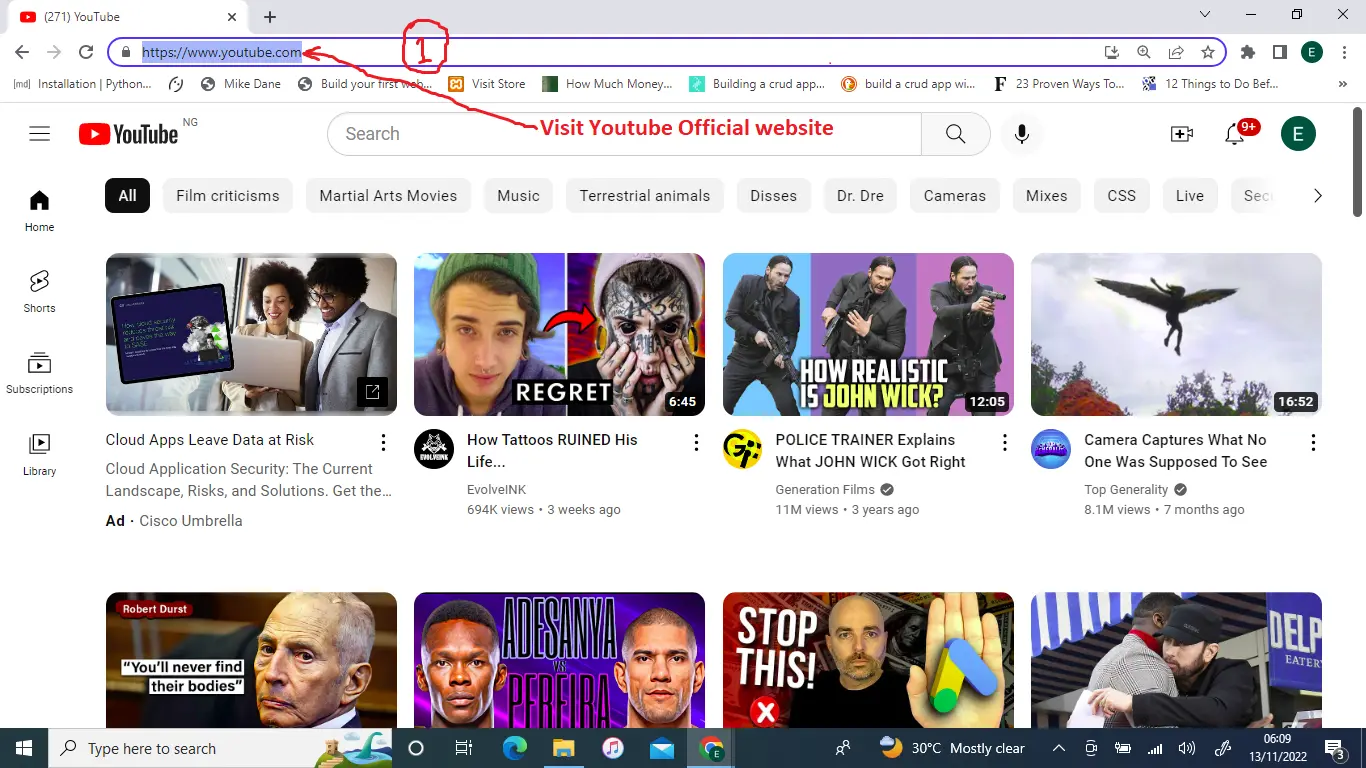 (271) YouTube
https://www.youtube.com
1
Installation | Python...
Mike Dane
Build your first web...
Visit Store
How Much Money...
Building a crud app...
build a crud app wi...
23 Proven Ways To...
12 Things to Do Bef...
E
YouTube NG
Search
Visit Youtube Official website
9+
E
All
Film criticisms
Martial Arts Movies
Music
Terrestrial animals
Disses
Dr. Dre
Cameras
Mixes
CSS
Live
Home
Shorts
Subscriptions
Library
REGRET
6:45
HOW REALISTIC
IS JOHN WICK?
12:05
16:52
Cloud Apps Leave Data at Risk
Cloud Application Security: The Current
Landscape, Risks, and Solutions. Get the...
Ad · Cisco Umbrella
EVOLVEINK
How Tattoos RUINED His
Life...
EvolveINK
694K views • 3 weeks ago
POLICE TRAINER Explains
What JOHN WICK Got Right
Generation Films
11M views • 3 years ago
Camera Captures What No
One Was Supposed To See
Top Generality
8.1M views • 7 months ago
Robert Durst
"You'll never find
their bodies"
ADESANYA
VS
PEREIRA
STOP
THIS!
EATERY
Type here to search
30°C Mostly clear
06:09
13/11/2022
3